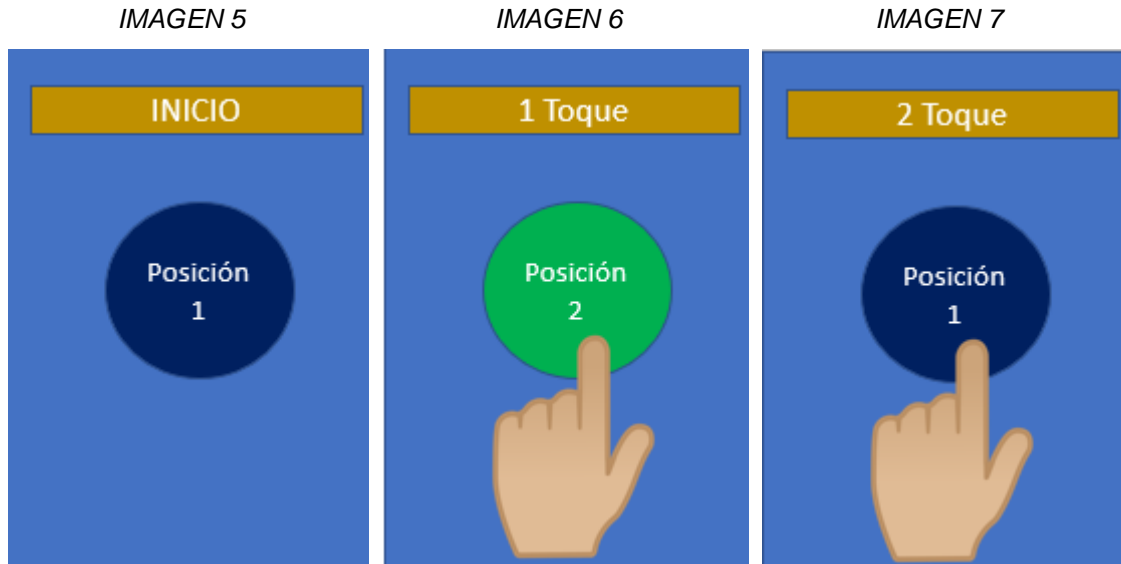 IMAGEN 5
IMAGEN 6
IMAGEN 7
INICIO
1 Toque
2 Toque
Posición
1
Posición
2
Posición
1